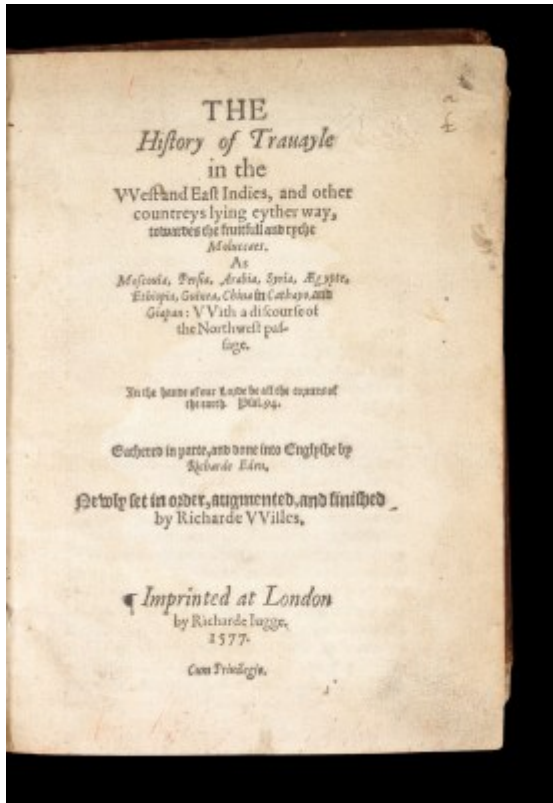 THE
Hiſtory of Trauayle
in the
VVeſt and Eaſt Indies, and other
countreys lying eyther way,
towardes the fruitfull and ryche
Moluccaes.
As
Moſcouia, Perſia, Arabia, Syria, Ægypte,
Ethiopia, Guinea, China in Cathayo, and
Giapan: VVith a diſcourſe of
the Northweſt paſ-
ſage.
In the hande of our Lorde be all the corners of
the earth. Pſal.94.
Gathered in parte, and done into Englyſhe by
Richarde Eden.
Newly ſet in order, augmented, and finiſhed
by Richarde VVilles.
¶ Imprinted at London
by Richarde Iugge.
1577.
Cum Priuilegio.